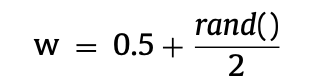 w = 0.5 + rand()/2